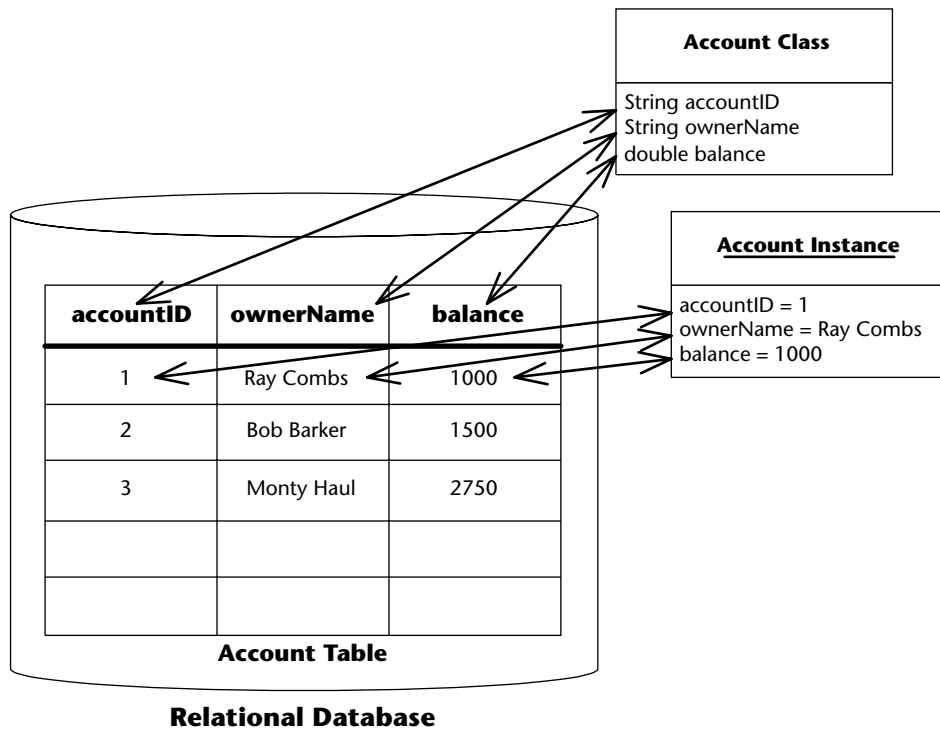 Account Class
String accountID
String ownerName
double balance
Account Instance
accountID = 1
ownerName = Ray Combs
balance = 1000
accountID ownerName balance
1 Ray Combs 1000
2 Bob Barker 1500
3 Monty Haul 2750
Account Table
Relational Database